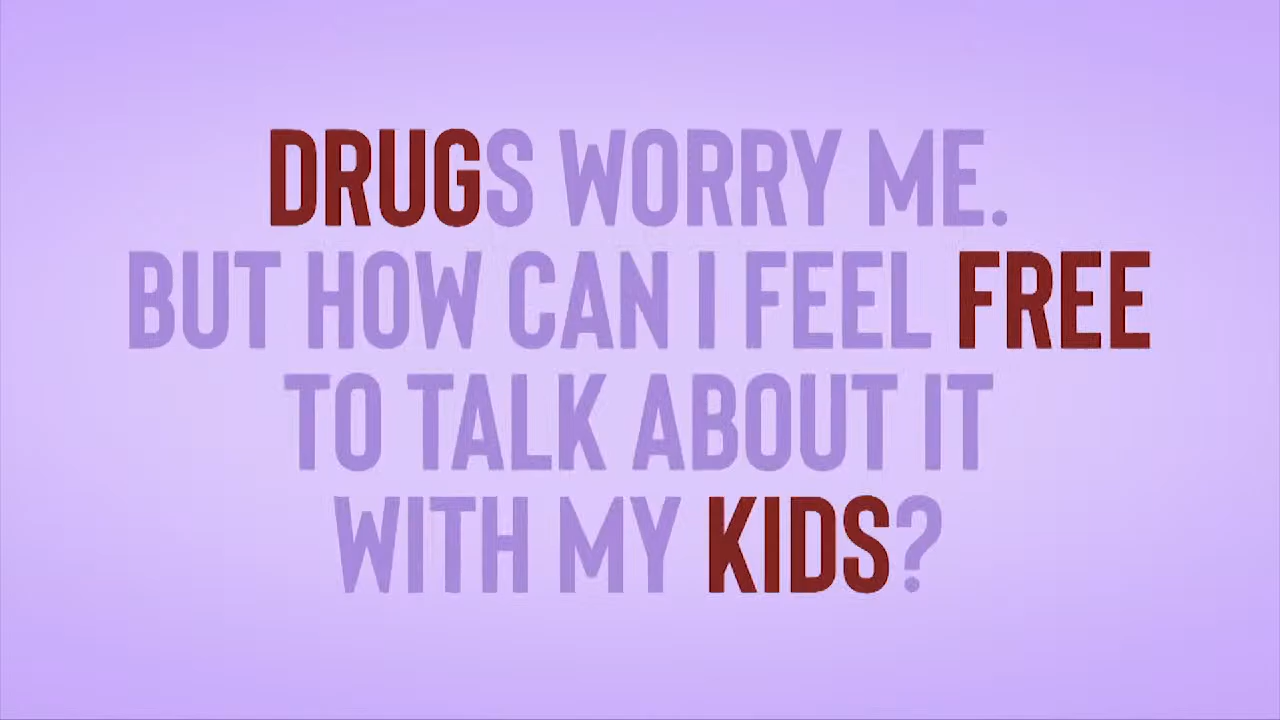 DRUGS WORRY ME.
BUT HOW CAN I FEEL FREE
TO TALK ABOUT IT
WITH MY KIDS?